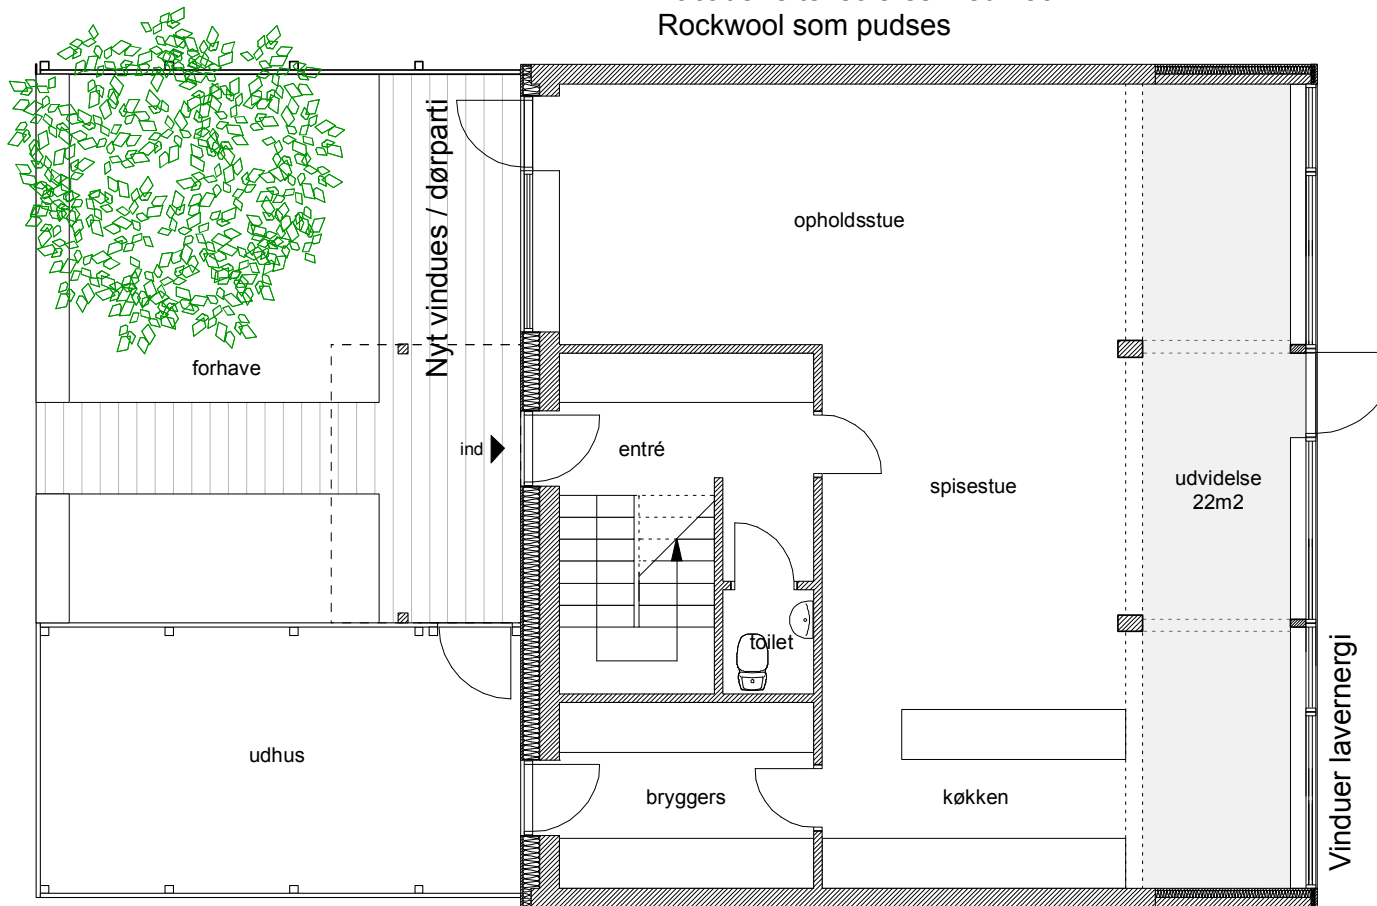 Rockwool som pudses
Nyt vindues / dørparti
opholdsstue
forhave
ind
entré
spisestue
udvidelse
22m2
toilet
udhus
bryggers
køkken
Vinduer lavenergi